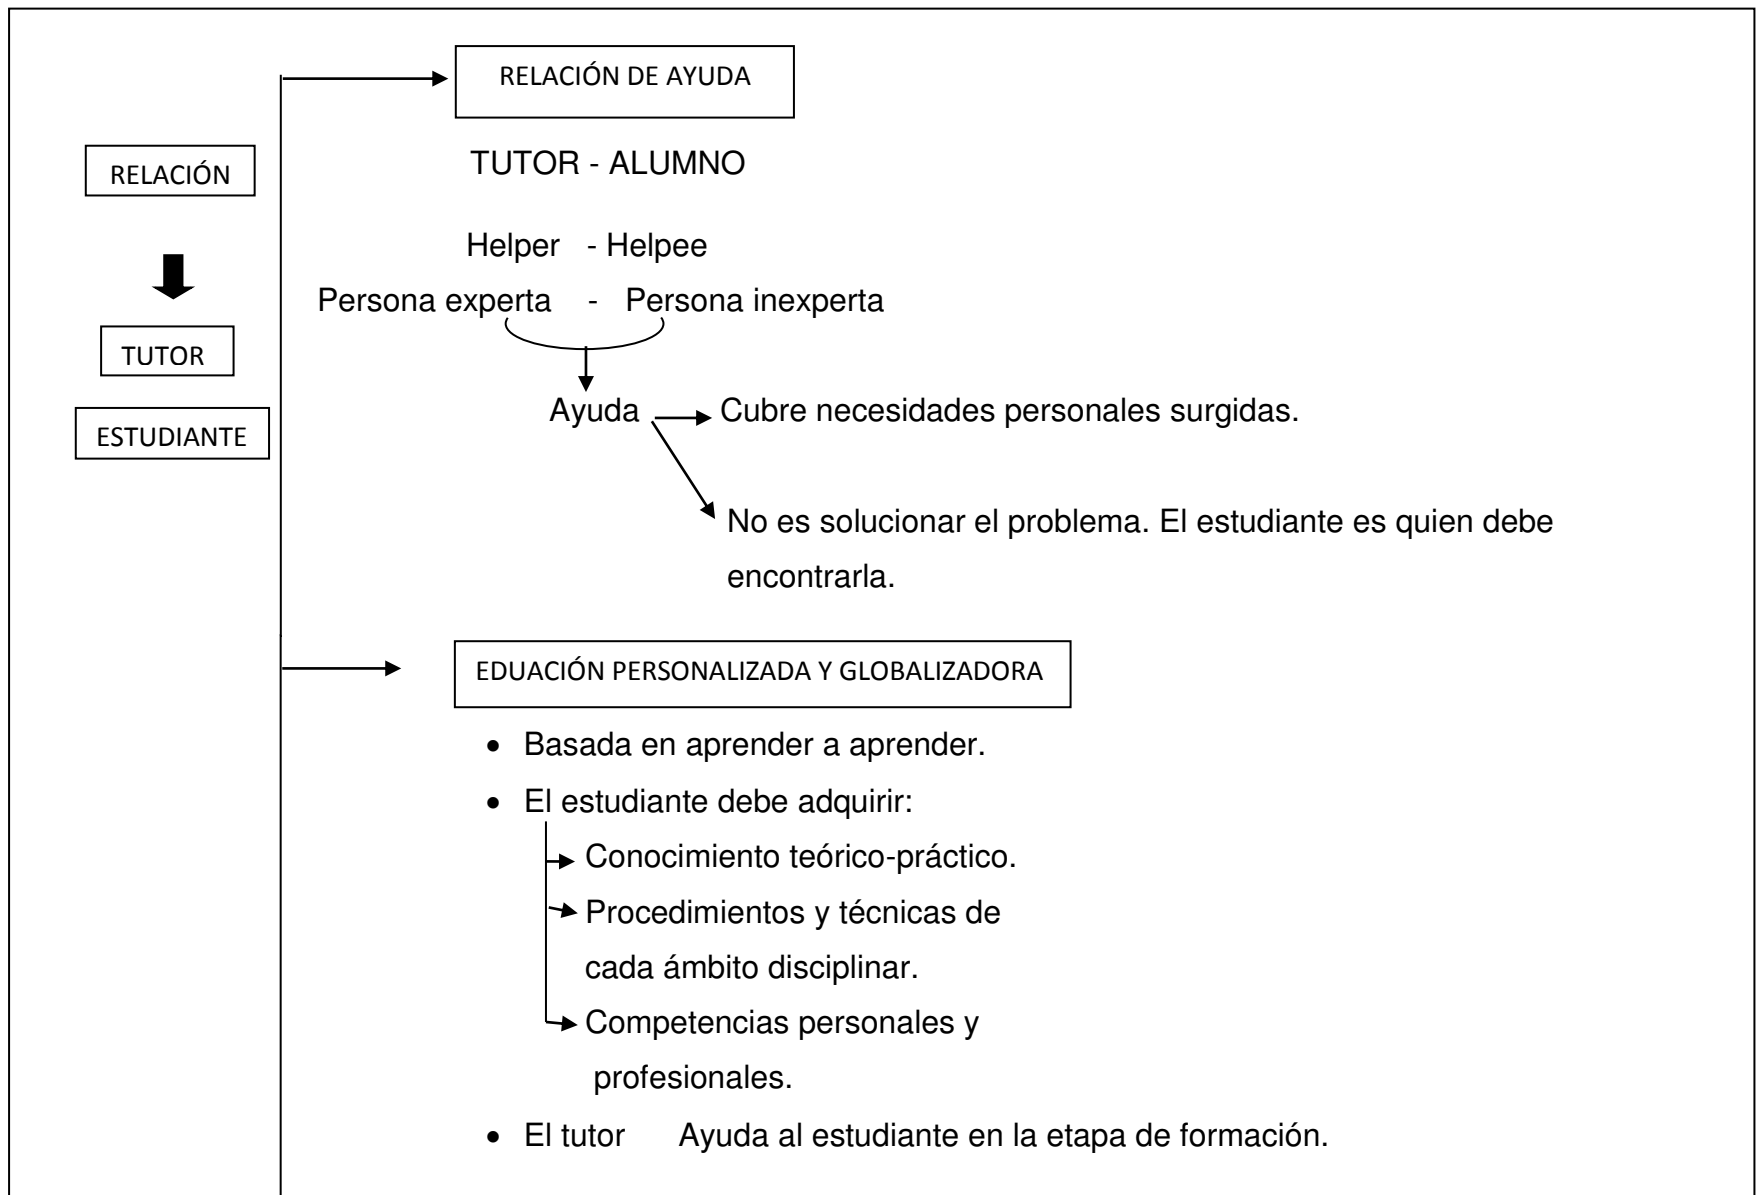 RELACIÓN DE AYUDA
TUTOR - ALUMNO
RELACIÓN
Helper - Helpee
Persona experta - Persona inexperta
TUTOR
Ayuda
Cubre necesidades personales surgidas.
ESTUDIANTE
No es solucionar el problema. El estudiante es quien debe
encontrarla.
EDUACIÓN PERSONALIZADA Y GLOBALIZADORA
• Basada en aprender a aprender.
• El estudiante debe adquirir:
Conocimiento teórico-práctico.
Procedimientos y técnicas de
cada ámbito disciplinar.
Competencias personales y
profesionales.
• El tutor Ayuda al estudiante en la etapa de formación.